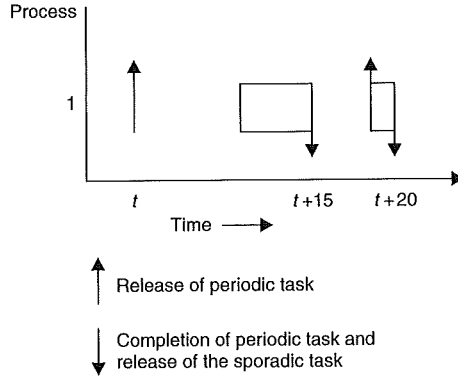 Process
1
t
t+15
t+20
Time
Release of periodic task
Completion of periodic task and
release of the sporadic task